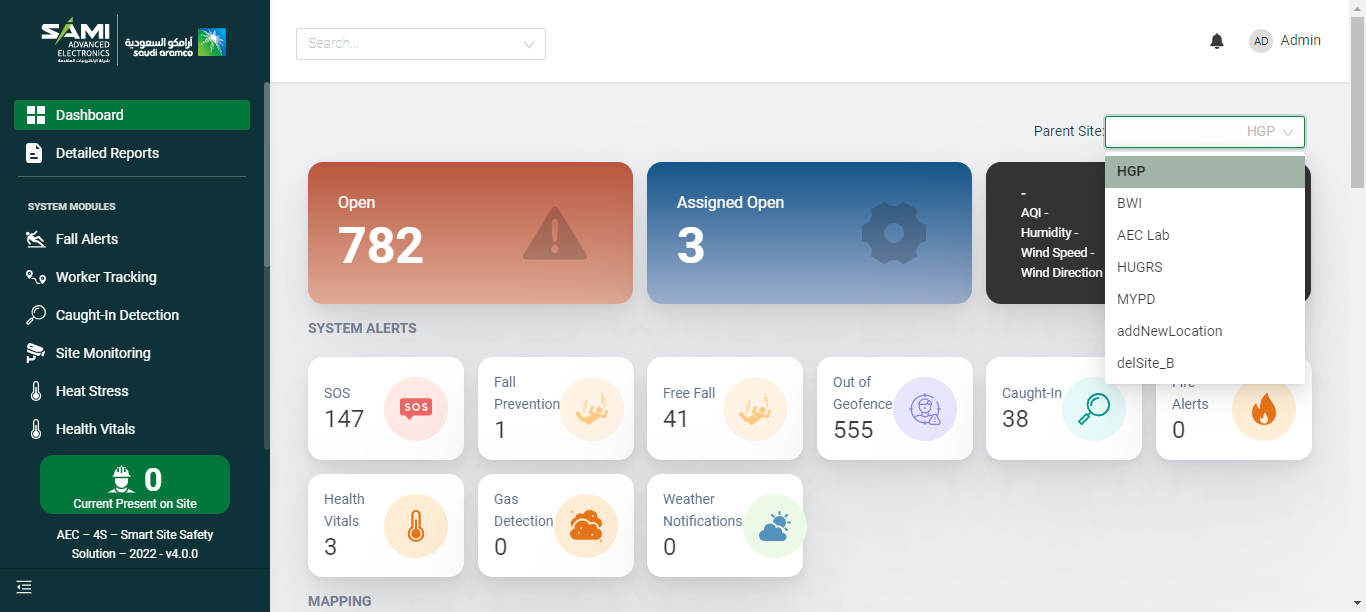 SAMI
ADVANCED
ELECTRONICS
شركة الإلكترونيات المتقدمة
أرامكو السعودية
saudi aramco
Dashboard
Detailed Reports
SYSTEM MODULES
Fall Alerts
Worker Tracking
Caught-In Detection
Site Monitoring
Heat Stress
Health Vitals
0
Current Present on Site
AEC – 4S – Smart Site Safety
Solution – 2022 - v4.0.0
Search...
AD Admin
Parent Site: HGP
HGP
BWI
AEC Lab
HUGRS
MYPD
addNewLocation
delSite_B
Open
782
Assigned Open
3
-
AQI -
Humidity -
Wind Speed -
Wind Direction
SYSTEM ALERTS
SOS
147
SOS
Fall
Prevention
1
Free Fall
41
Out of
Geofence
555
Caught-In
38
Fire
Alerts
0
Health
Vitals
3
Gas
Detection
0
Weather
Notifications
0
MAPPING